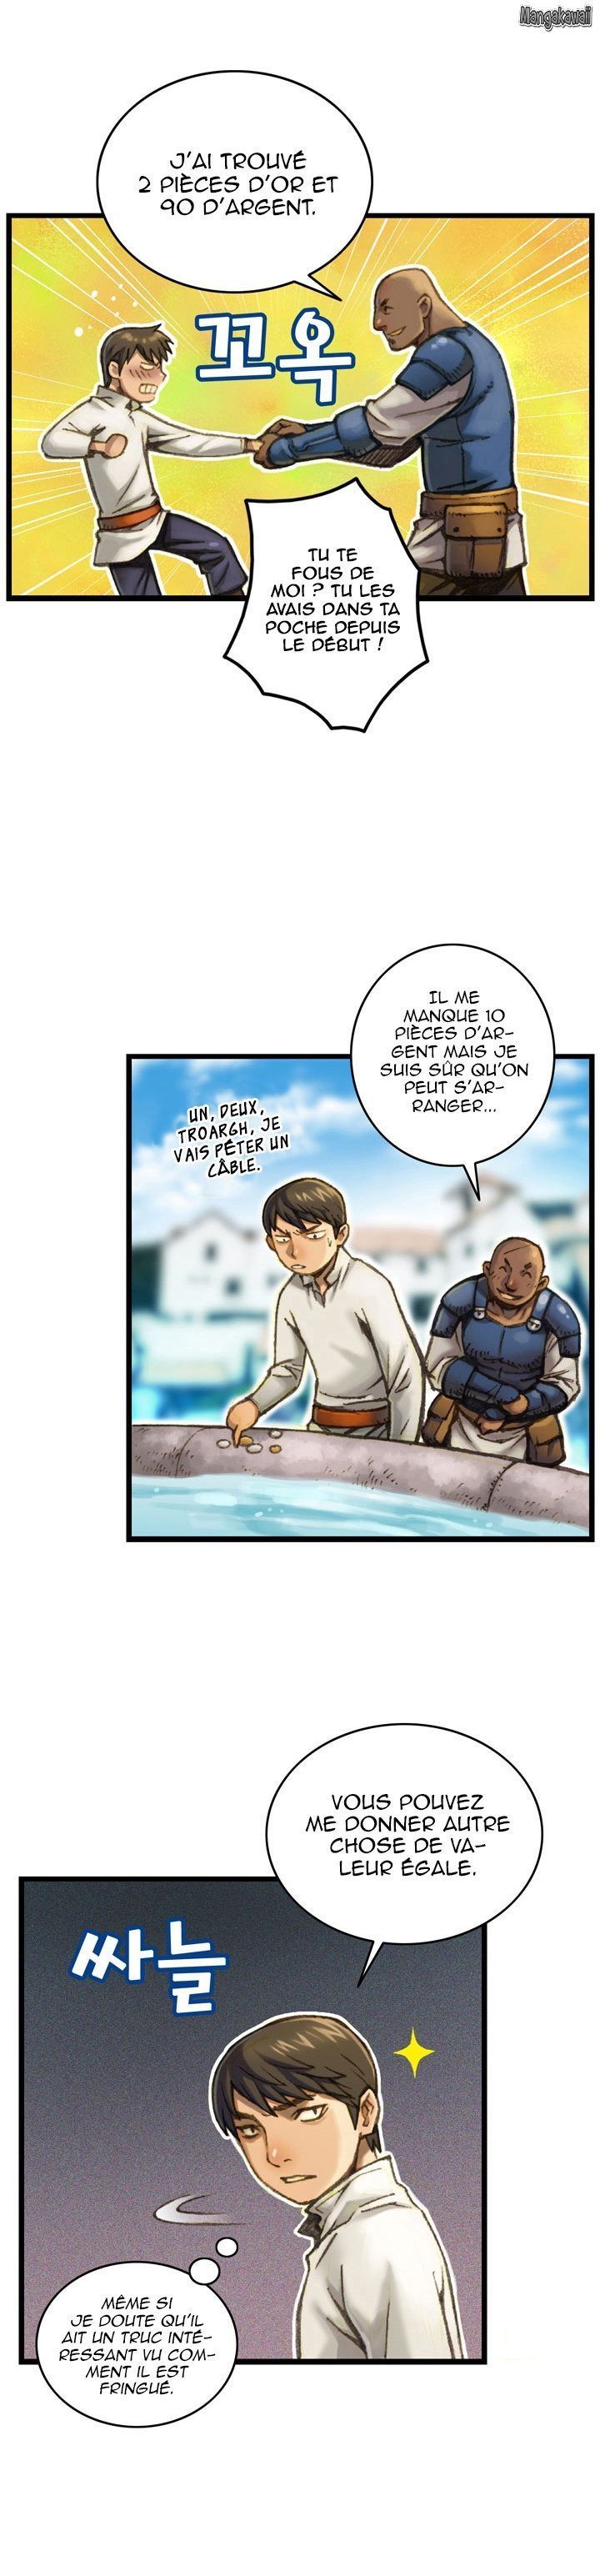 Mangakawaii
J'AI TROUVÉ
2 PIÈCES D'OR ET
90 D'ARGENT.
꼬옥
TU TE
FOUS DE
MOI ? TU LES
AVAIS DANS TA
POCHE DEPUIS
LE DÉBUT !
IL ME
MANQUE 10
PIÈCES D'AR-
GENT MAIS JE
SUIS SÛR QU'ON
PEUT S'AR-
RANGER...
UN, DEUX,
TROARGH, JE
VAIS PÉTER UN
CÂBLE.
VOUS POUVEZ
ME DONNER AUTRE
CHOSE DE VA-
LEUR ÉGALE.
싸늘
MÊME SI
JE DOUTE QU'IL
AIT UN TRUC INTÉ-
RESSANT VU COM-
MENT IL EST
FRINGUÉ.